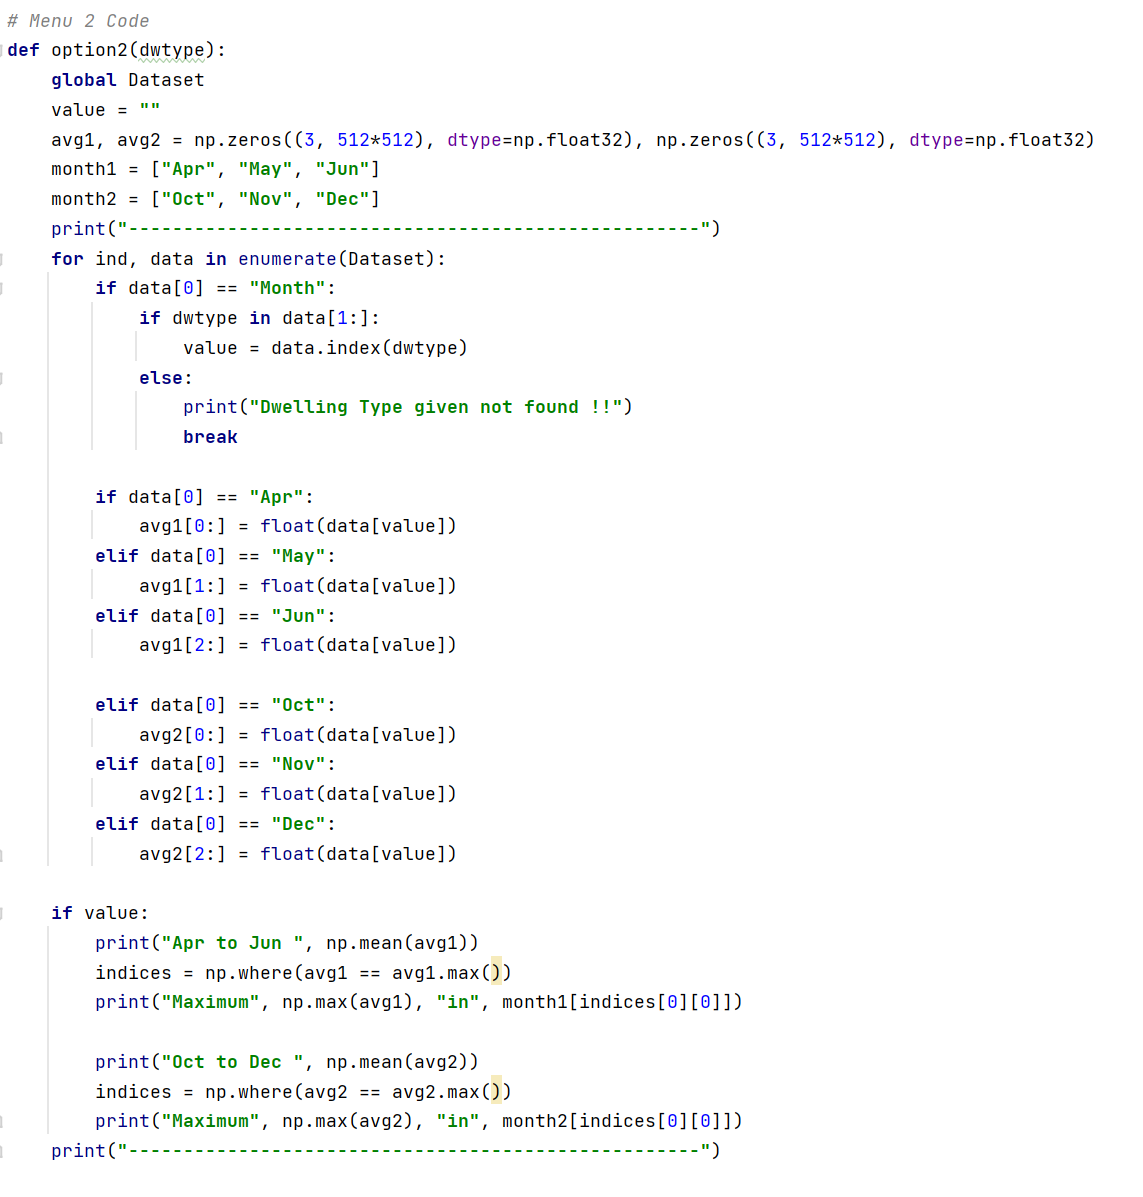 # Menu 2 Code
def option2(dwtype):
    global Dataset
    value = ""
    avg1, avg2 = np.zeros((3, 512*512), dtype=np.float32), np.zeros((3, 512*512), dtype=np.float32)
    month1 = ["Apr", "May", "Jun"]
    month2 = ["Oct", "Nov", "Dec"]
    print("----------------------------------------------------")
    for ind, data in enumerate(Dataset):
        if data[0] == "Month":
            if dwtype in data[1:]:
                value = data.index(dwtype)
            else:
                print("Dwelling Type given not found !!")
                break
        if data[0] == "Apr":
            avg1[0:] = float(data[value])
        elif data[0] == "May":
            avg1[1:] = float(data[value])
        elif data[0] == "Jun":
            avg1[2:] = float(data[value])
        elif data[0] == "Oct":
            avg2[0:] = float(data[value])
        elif data[0] == "Nov":
            avg2[1:] = float(data[value])
        elif data[0] == "Dec":
            avg2[2:] = float(data[value])
    if value:
        print("Apr to Jun ", np.mean(avg1))
        indices = np.where(avg1 == avg1.max())
        print("Maximum", np.max(avg1), "in", month1[indices[0][0]])
        print("Oct to Dec ", np.mean(avg2))
        indices = np.where(avg2 == avg2.max())
        print("Maximum", np.max(avg2), "in", month2[indices[0][0]])
    print("----------------------------------------------------")